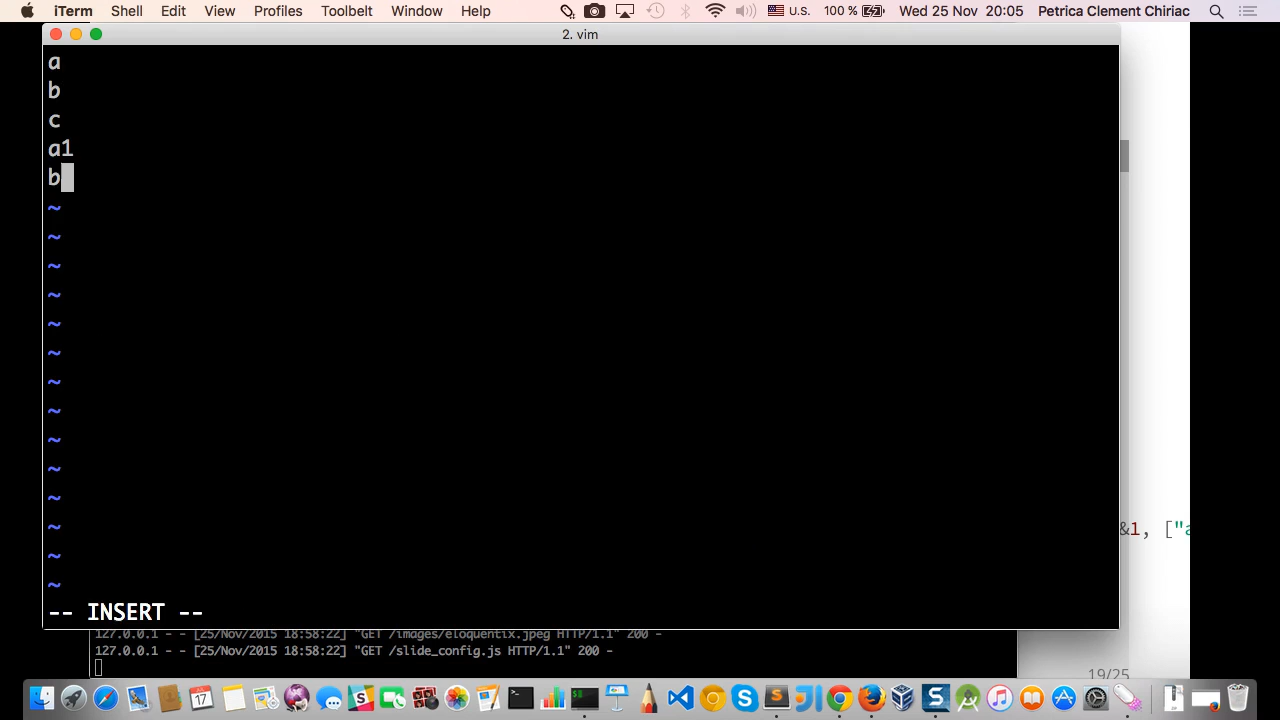 iTerm Shell Edit View Profiles Toolbelt Window Help U.S. 100 % Wed 25 Nov 20:05 Petrica Clement Chiriac
2. vim
a
b
c
a1
b
~
~
~
~
~
~
~
~
~
~
~
~
~
~
&1, ["a
-- INSERT --
127.0.0.1 - - [25/Nov/2015 18:58:22] "GET /images/eloquentix.jpeg HTTP/1.1" 200 -
127.0.0.1 - - [25/Nov/2015 18:58:22] "GET /slide_config.js HTTP/1.1" 200 -
19/25
17